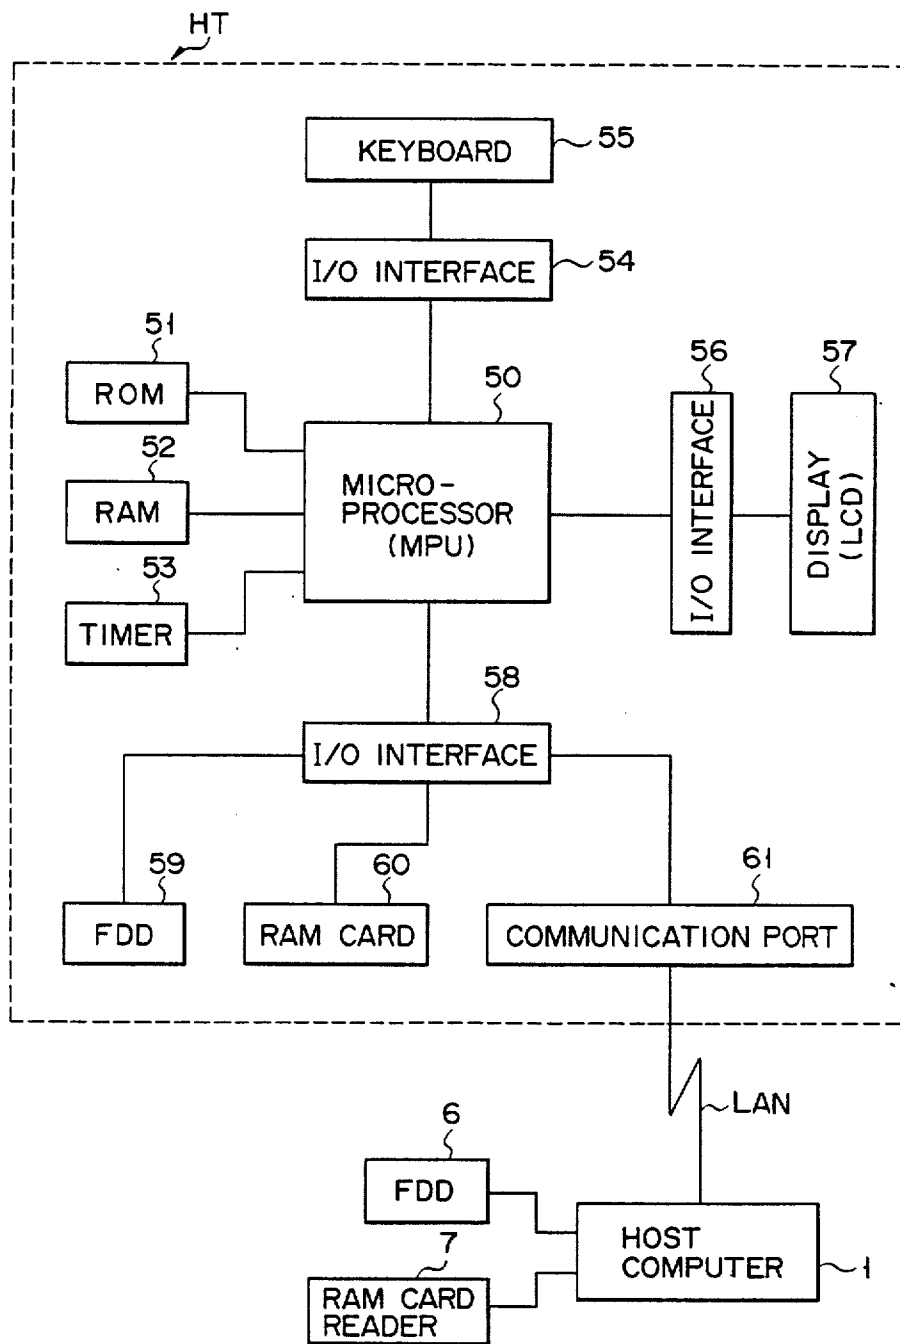 HT
KEYBOARD
55
I/O INTERFACE
54
51
ROM
50
56
57
52
RAM
MICRO-
PROCESSOR
(MPU)
I/O INTERFACE
DISPLAY
(LCD)
53
TIMER
58
I/O INTERFACE
59
FDD
60
RAM CARD
61
COMMUNICATION PORT
LAN
6
FDD
HOST
COMPUTER
1
7
RAM CARD
READER